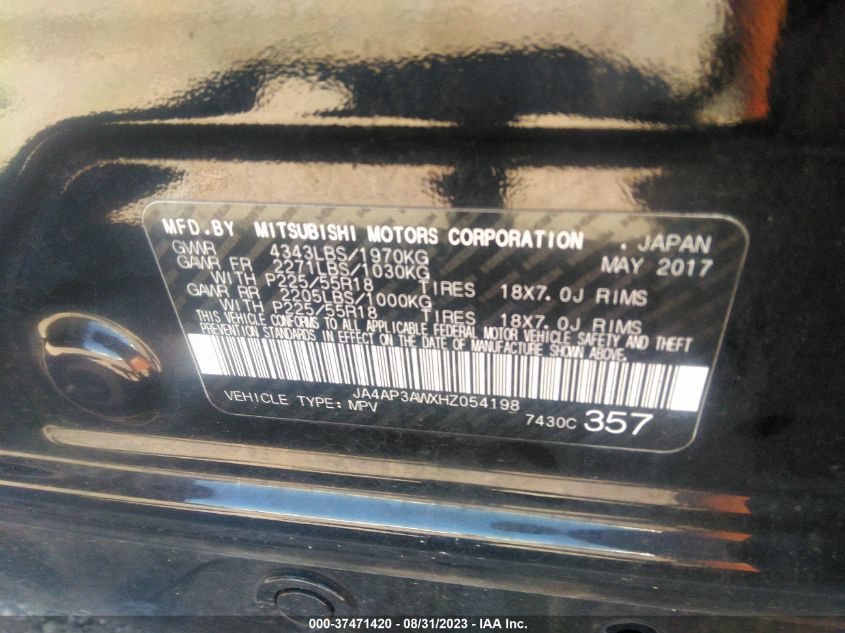 MFD.BY MITSUBISHI MOTORS CORPORATION . JAPAN
GVWR 4343LBS/1970KG MAY 2017
GAWR FR 2271LBS/1030KG
WITH P225/55R18 TIRES 18X7.0J RIMS
GAWR RR 2205LBS/1000KG
WITH P225/55R18 TIRES 18X7.0J RIMS
THIS VEHICLE CONFORMS TO ALL APPLICABLE FEDERAL MOTOR VEHICLE SAFETY AND THEFT
PREVENTION STANDARDS IN EFFECT ON THE DATE OF MANUFACTURE SHOWN ABOVE.
JA4AP3AWXHZ054198
VEHICLE TYPE:MPV 7430C 357
000-37471420 - 08/31/2023 - IAA Inc.